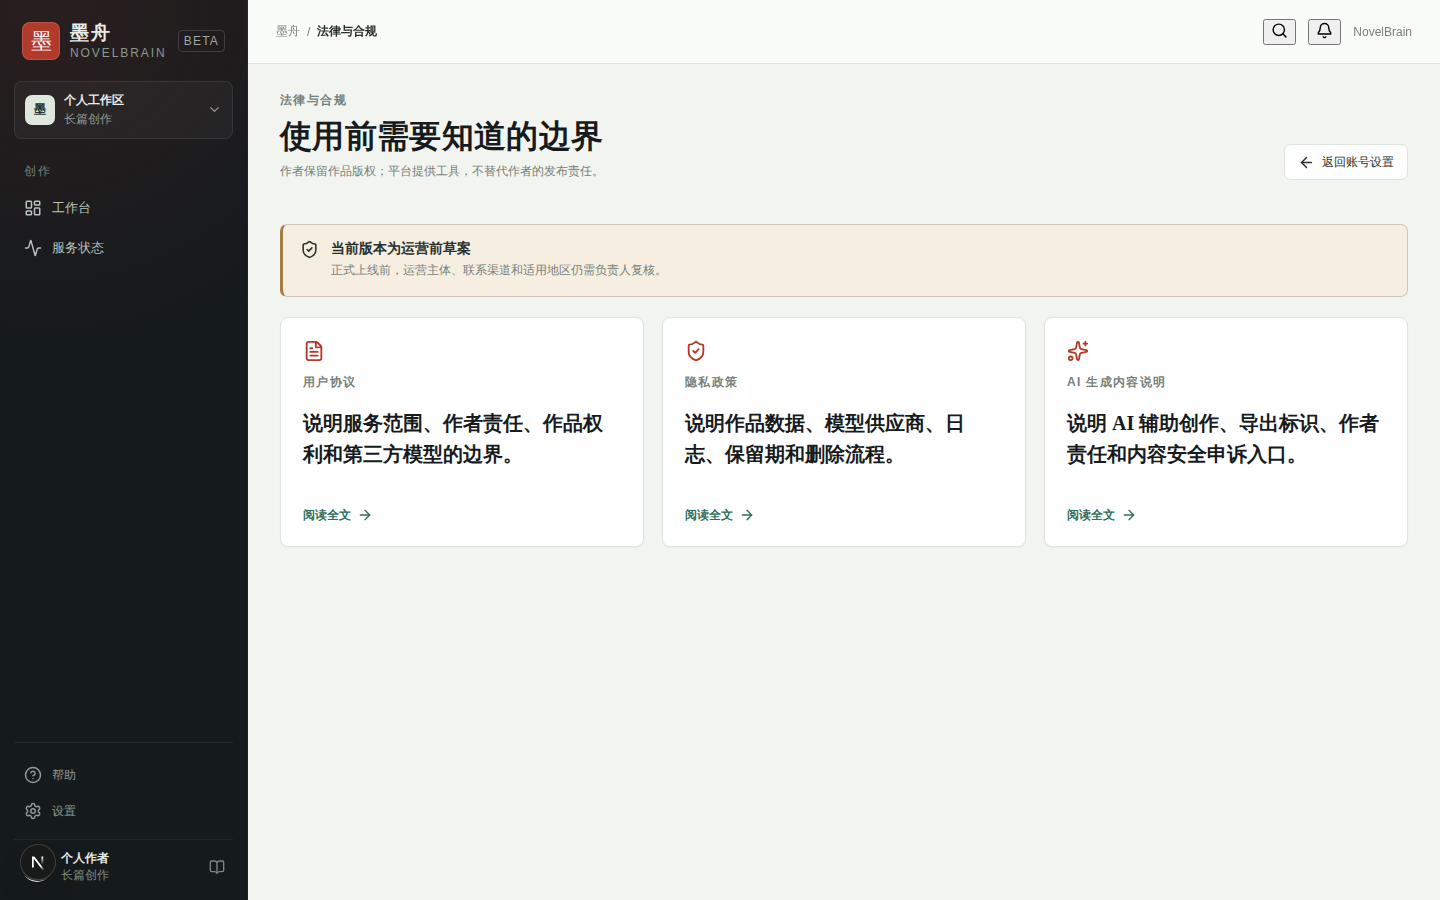 墨
墨舟
NOVELBRAIN
BETA
墨
个人工作区
长篇创作
创作
工作台
服务状态
帮助
设置
N
个人作者
长篇创作
墨舟 / 法律与合规
NovelBrain
法律与合规
使用前需要知道的边界
作者保留作品版权；平台提供工具，不替代作者的发布责任。
返回账号设置
当前版本为运营前草案
正式上线前，运营主体、联系渠道和适用地区仍需负责人复核。
用户协议
说明服务范围、作者责任、作品权
利和第三方模型的边界。
阅读全文
隐私政策
说明作品数据、模型供应商、日
志、保留期和删除流程。
阅读全文
AI 生成内容说明
说明 AI 辅助创作、导出标识、作者
责任和内容安全申诉入口。
阅读全文